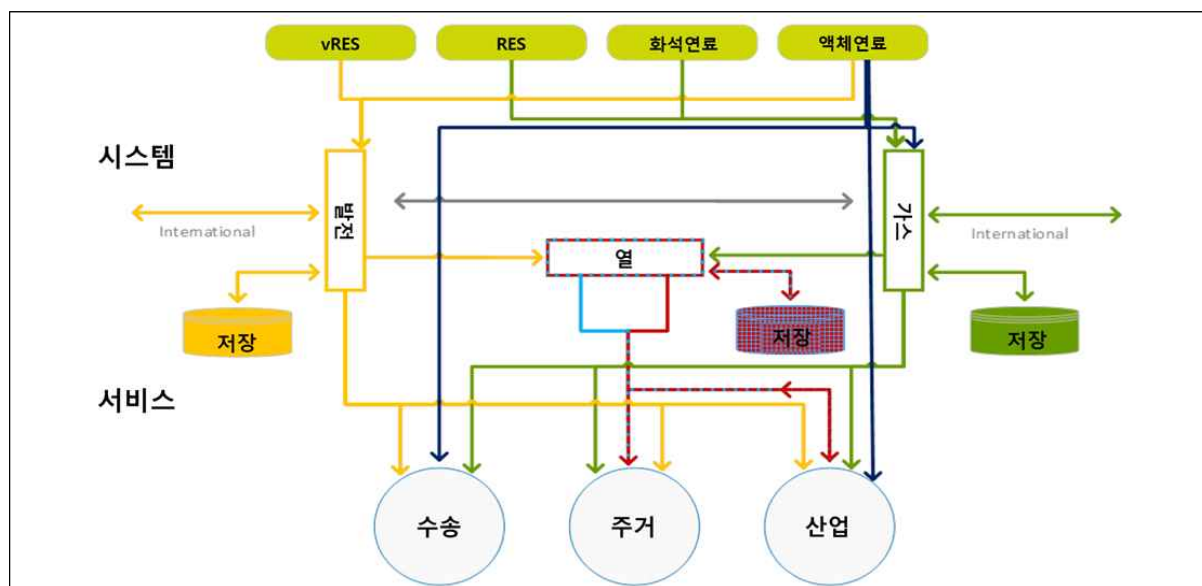 vRES
RES
화석연료
액체연료
시스템
발전
가스
International
International
열
저장
저장
저장
서비스
수송
주거
산업